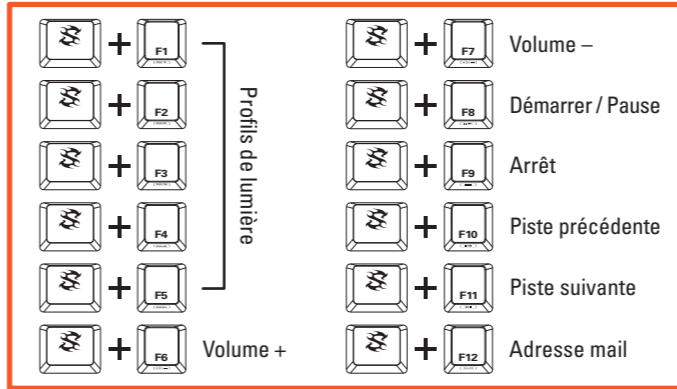 + F1
+ F2
+ F3
+ F4
+ F5
Profils de lumière
+ F6 Volume +
+ F7 Volume –
+ F8 Démarrer / Pause
+ F9 Arrêt
+ F10 Piste précédente
+ F11 Piste suivante
+ F12 Adresse mail